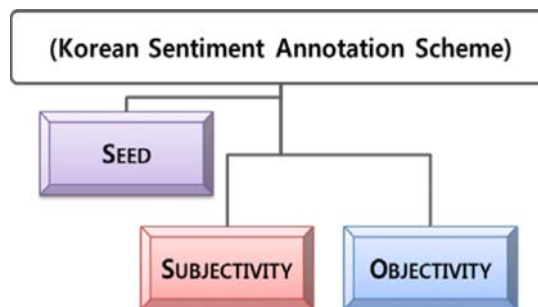 (Korean Sentiment Annotation Scheme)
SEED
SUBJECTIVITY
OBJECTIVITY